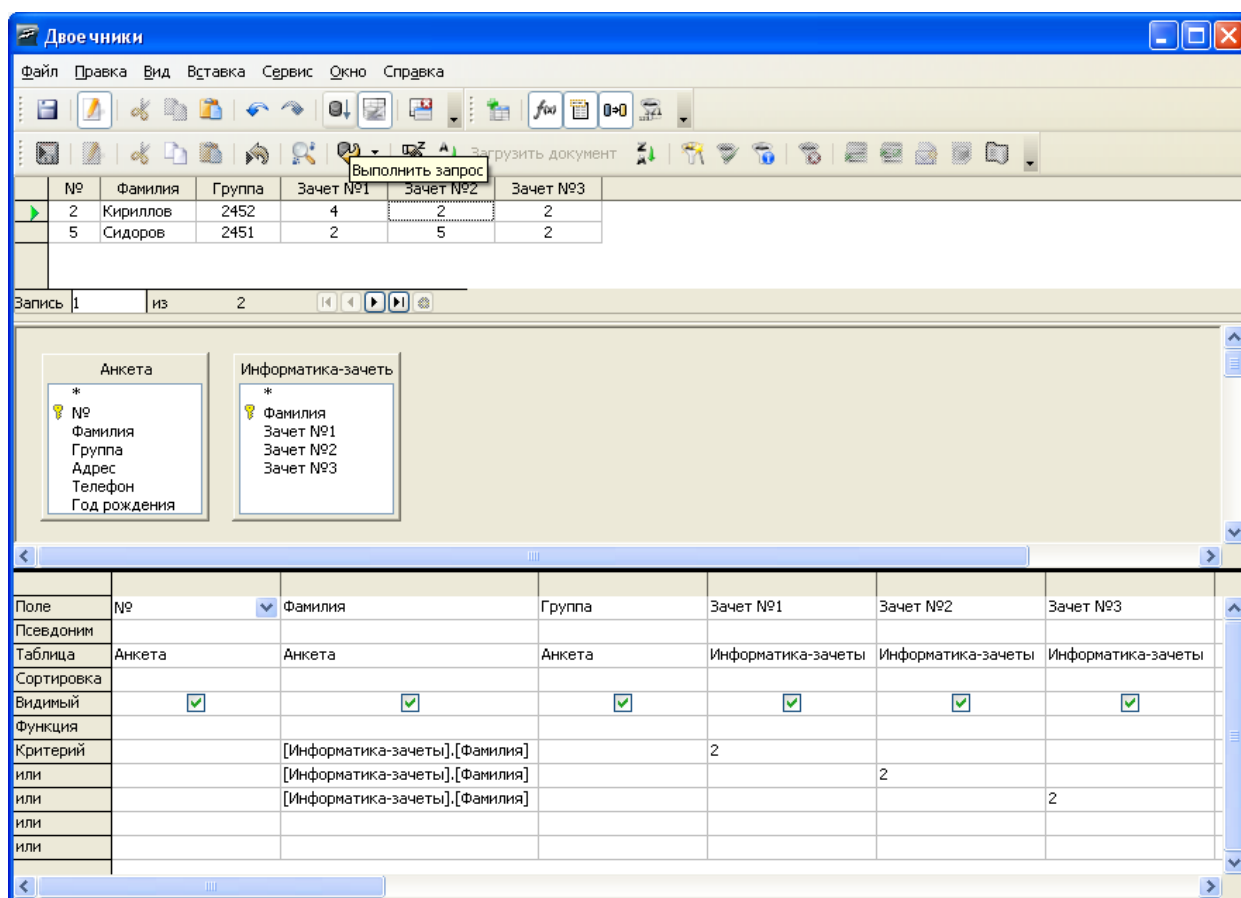 Двоечники
Файл Правка Вид Вставка Сервис Окно Справка
f(x)
Загрузить документ
Выполнить запрос
№ Фамилия Группа Зачет №1 Зачет №2 Зачет №3
2 Кириллов 2452 4 2 2
5 Сидоров 2451 2 5 2
Запись 1 из 2
Анкета Информатика-зачеть
* *
№ Фамилия
Фамилия Зачет №1
Группа Зачет №2
Адрес Зачет №3
Телефон
Год рождения
Поле № Фамилия Группа Зачет №1 Зачет №2 Зачет №3
Псевдоним
Таблица Анкета Анкета Анкета Информатика-зачеты Информатика-зачеты Информатика-зачеты
Сортировка
Видимый
Функция
Критерий [Информатика-зачеты].[Фамилия] 2
или [Информатика-зачеты].[Фамилия] 2
или [Информатика-зачеты].[Фамилия] 2
или
или